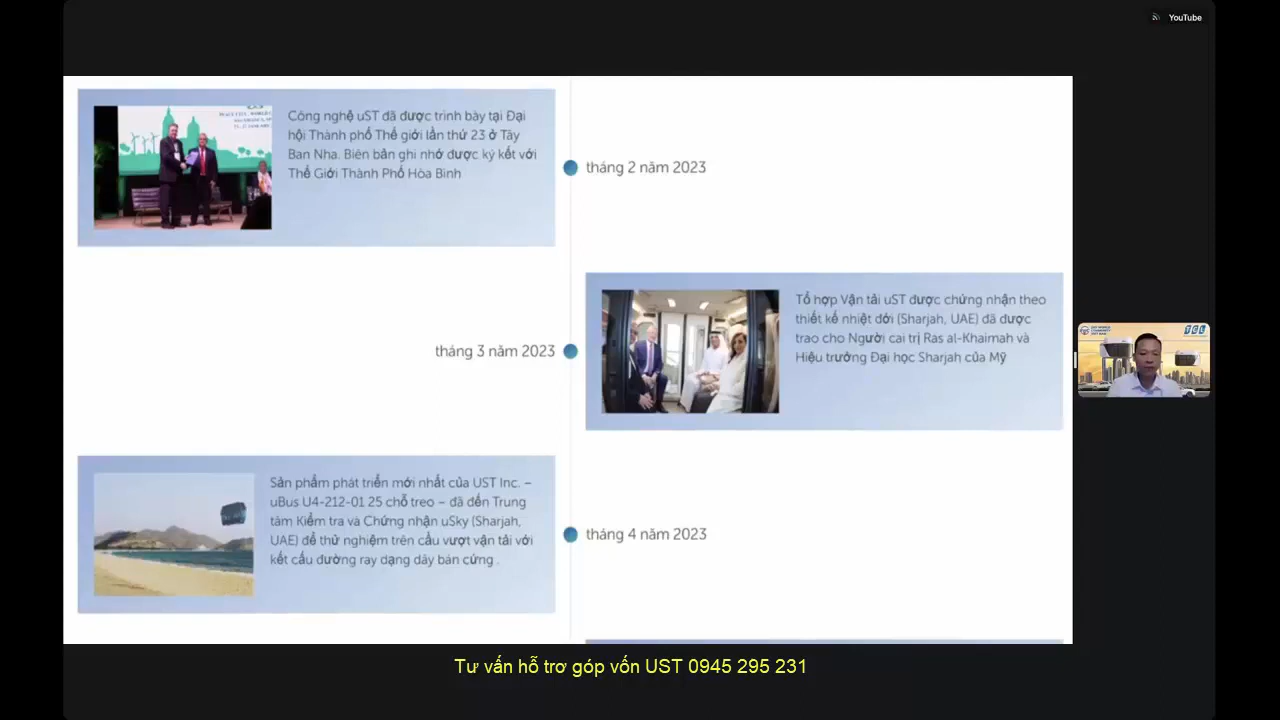 YouTube
Công nghệ uST đã được trình bày tại Đại
hội Thành phố Thế giới lần thứ 23 ở Tây
Ban Nha. Biên bản ghi nhớ được ký kết với
Thế Giới Thành Phố Hòa Bình
tháng 2 năm 2023
Tổ hợp Vận tải uST được chứng nhận theo
thiết kế nhiệt đới (Sharjah, UAE) đã được
trao cho Người cai trị Ras al-Khaimah và
Hiệu trưởng Đại học Sharjah của Mỹ
tháng 3 năm 2023
Sản phẩm phát triển mới nhất của UST Inc. –
uBus U4-212-01 25 chỗ treo – đã đến Trung
tâm Kiểm tra và Chứng nhận uSky (Sharjah,
UAE) để thử nghiệm trên cầu vượt vận tải với
kết cấu đường ray dạng dây bán cứng .
tháng 4 năm 2023
Tư vấn hỗ trơ góp vốn UST 0945 295 231